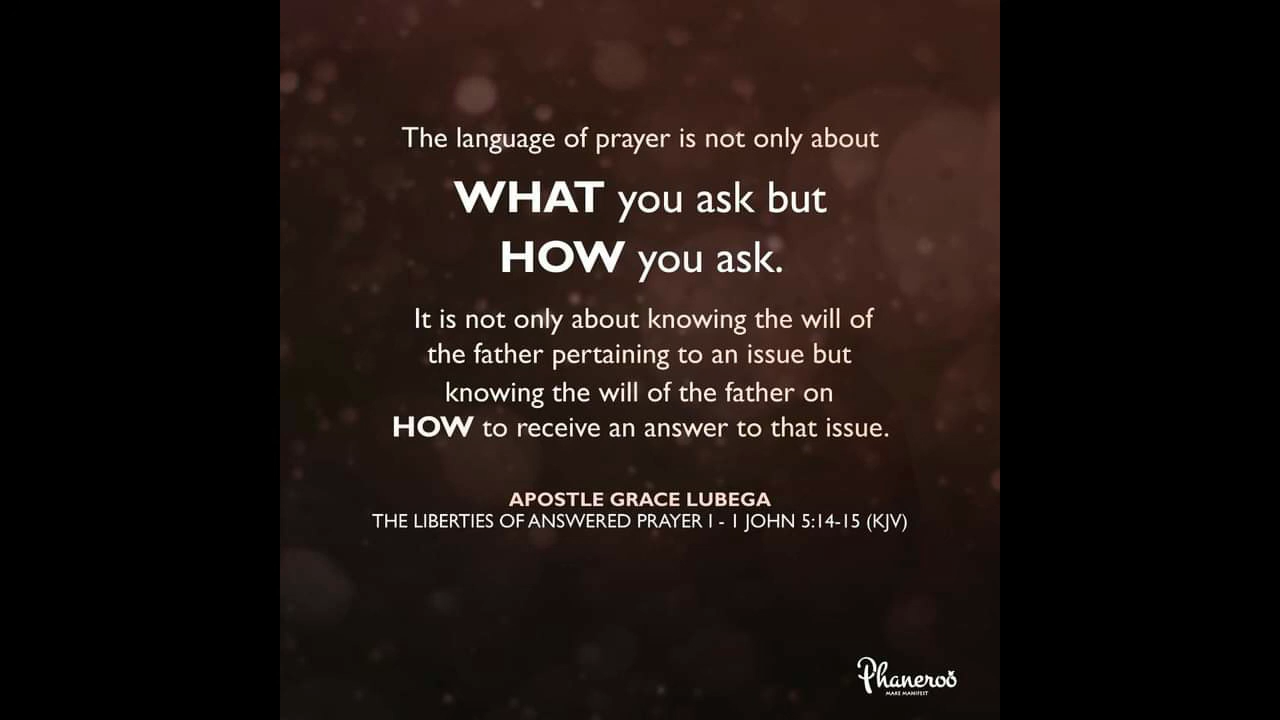 The language of prayer is not only about
WHAT you ask but
HOW you ask.
It is not only about knowing the will of
the father pertaining to an issue but
knowing the will of the father on
HOW to receive an answer to that issue.
APOSTLE GRACE LUBEGA
THE LIBERTIES OF ANSWERED PRAYER I - 1 JOHN 5:14-15 (KJV)
Phaneroo
MAKE MANIFEST